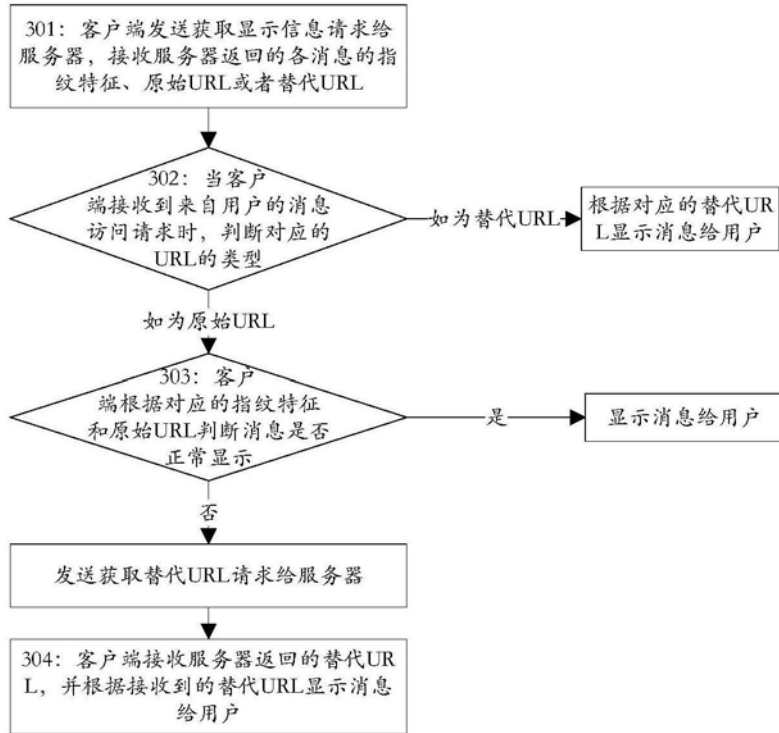 301：客户端发送获取显示信息请求给
服务器，接收服务器返回的各消息的指
纹特征、原始URL或者替代URL
302：当客户
端接收到来自用户的消息
访问请求时，判断对应的
URL的类型
如为替代URL
根据对应的替代UR
L显示消息给用户
如为原始URL
303：客户
端根据对应的指纹特征
和原始URL判断消息是否
正常显示
是
显示消息给用户
否
发送获取替代URL请求给服务器
304：客户端接收服务器返回的替代UR
L，并根据接收到的替代URL显示消息
给用户